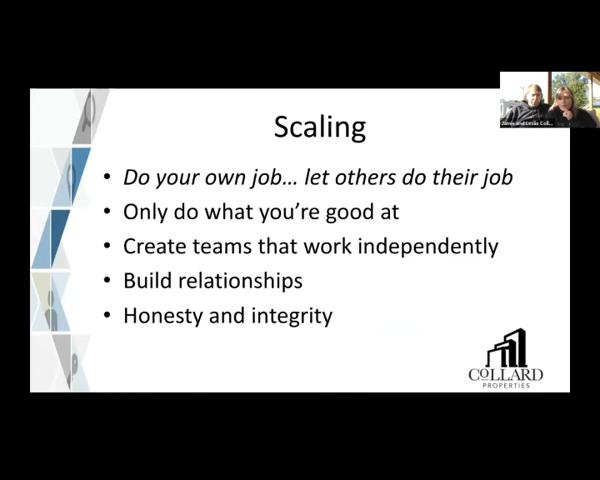 Scaling
• Do your own job... let others do their job
• Only do what you're good at
• Create teams that work independently
• Build relationships
• Honesty and integrity
COLLARD
PROPERTIES